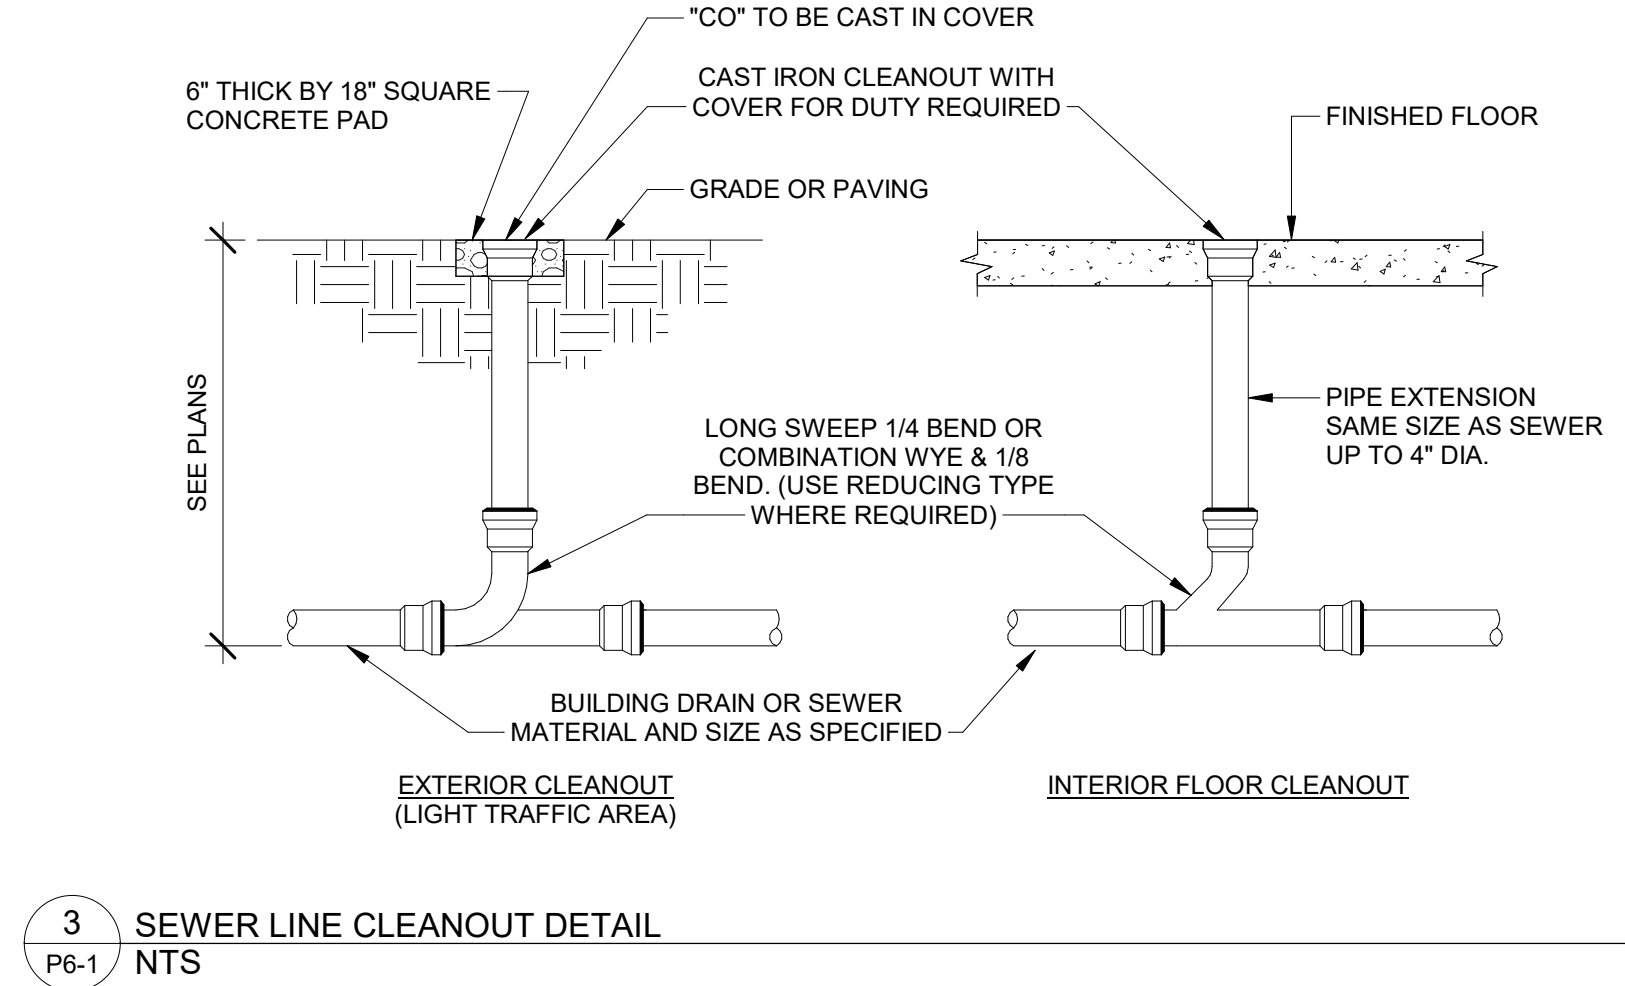 "CO" TO BE CAST IN COVER
6" THICK BY 18" SQUARE
CONCRETE PAD
CAST IRON CLEANOUT WITH
COVER FOR DUTY REQUIRED
FINISHED FLOOR
GRADE OR PAVING
SEE PLANS
LONG SWEEP 1/4 BEND OR
COMBINATION WYE & 1/8
BEND. (USE REDUCING TYPE
WHERE REQUIRED)
PIPE EXTENSION
SAME SIZE AS SEWER
UP TO 4" DIA.
BUILDING DRAIN OR SEWER
MATERIAL AND SIZE AS SPECIFIED
EXTERIOR CLEANOUT
(LIGHT TRAFFIC AREA)
INTERIOR FLOOR CLEANOUT
3
P6-1
SEWER LINE CLEANOUT DETAIL
NTS